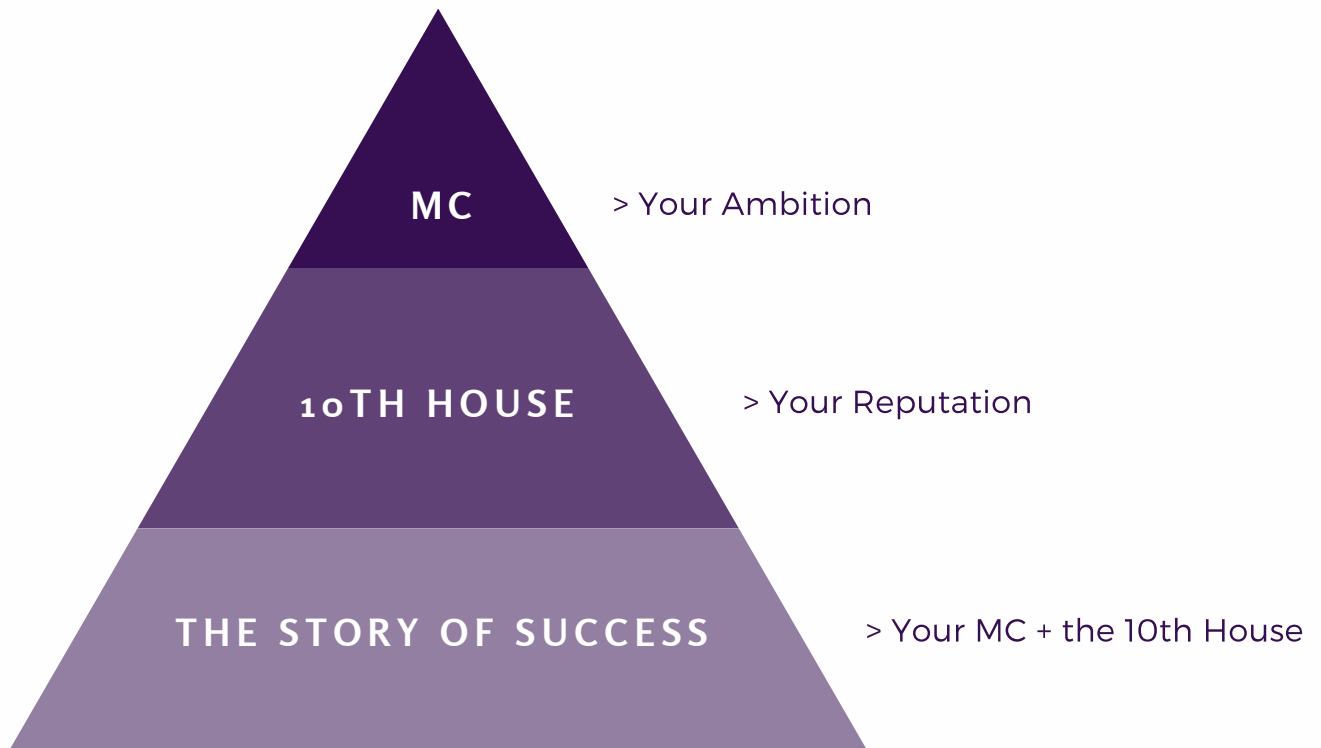 MC
> Your Ambition
10TH HOUSE
> Your Reputation
THE STORY OF SUCCESS
> Your MC + the 10th House